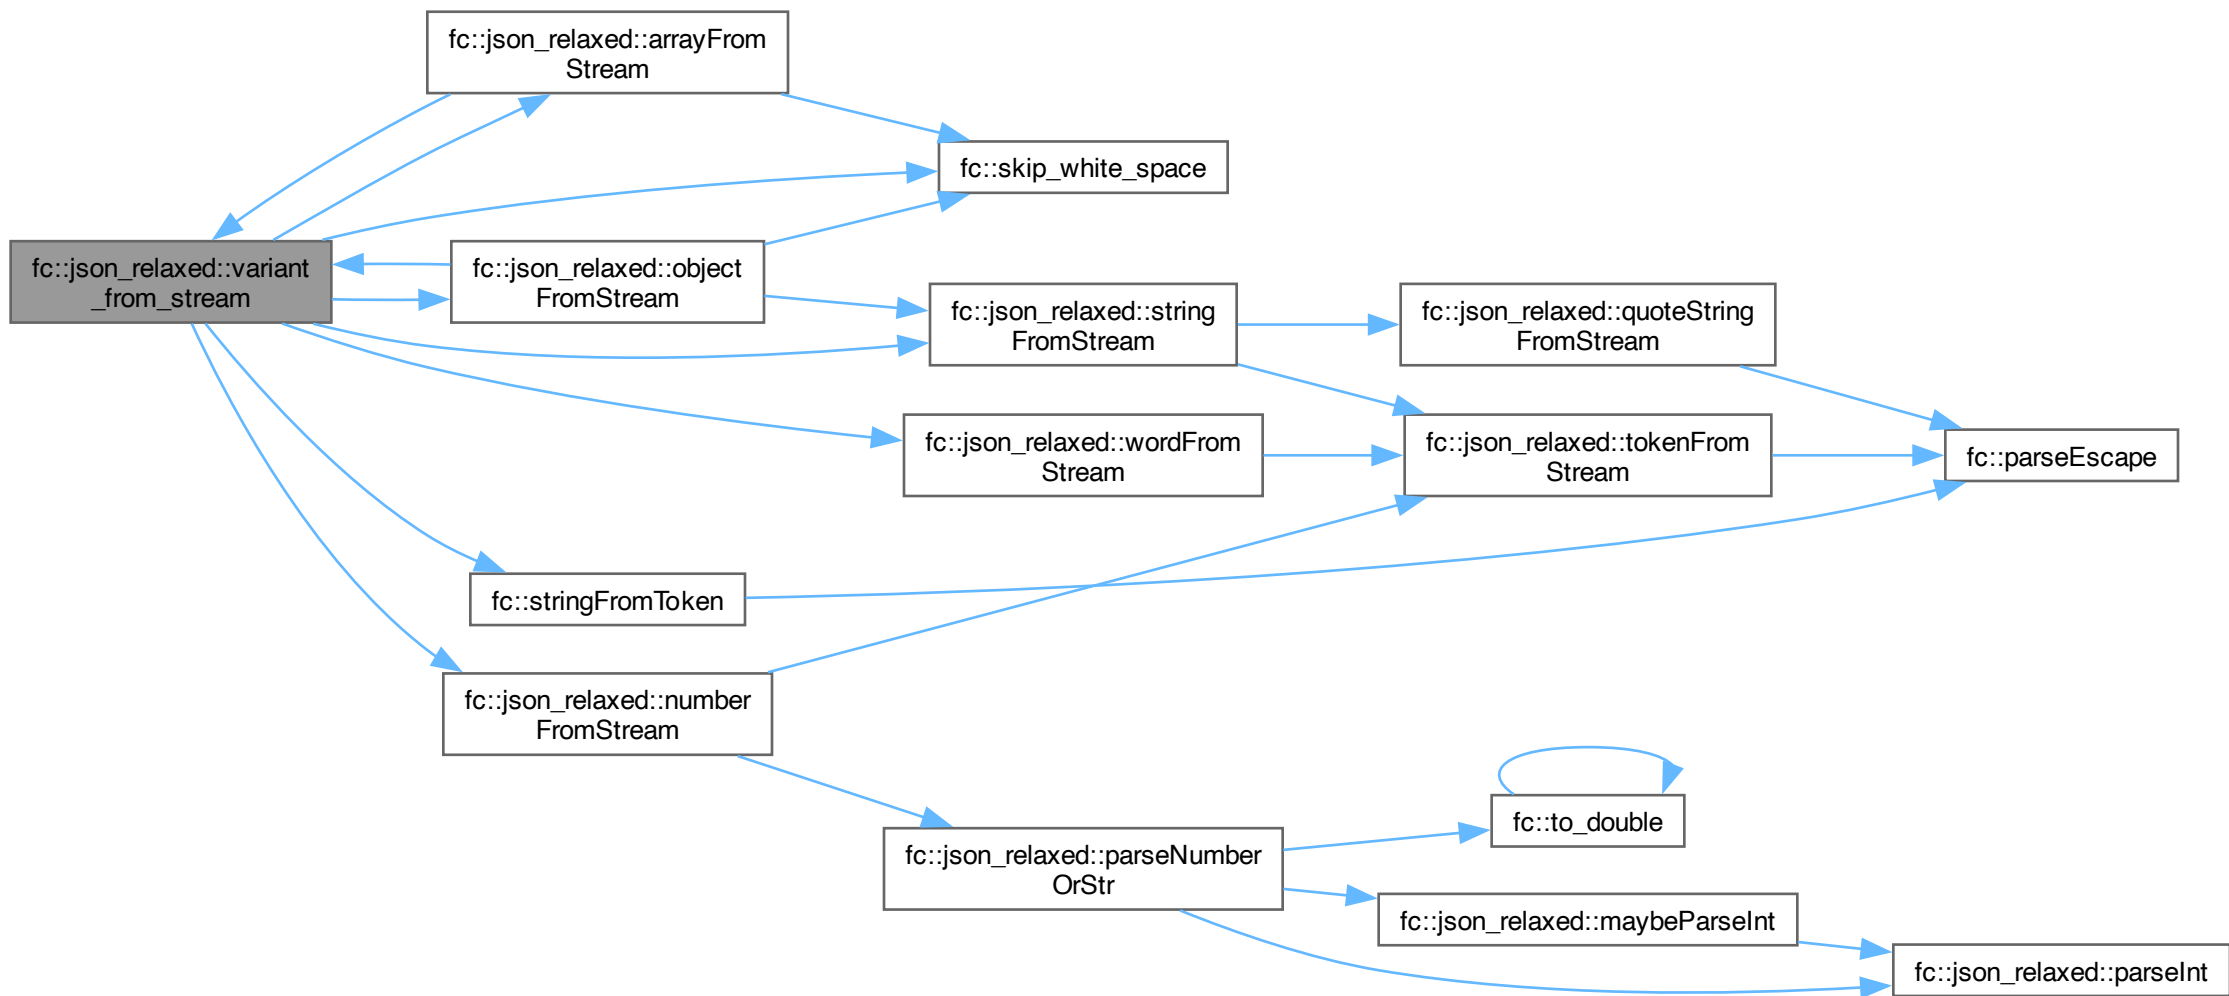 fc::json_relaxed::arrayFrom
Stream
fc::skip_white_space
fc::json_relaxed::variant
_from_stream
fc::json_relaxed::object
FromStream
fc::json_relaxed::string
FromStream
fc::json_relaxed::quoteString
FromStream
fc::json_relaxed::wordFrom
Stream
fc::json_relaxed::tokenFrom
Stream
fc::parseEscape
fc::stringFromToken
fc::json_relaxed::number
FromStream
fc::to_double
fc::json_relaxed::parseNumber
OrStr
fc::json_relaxed::maybeParseInt
fc::json_relaxed::parseInt